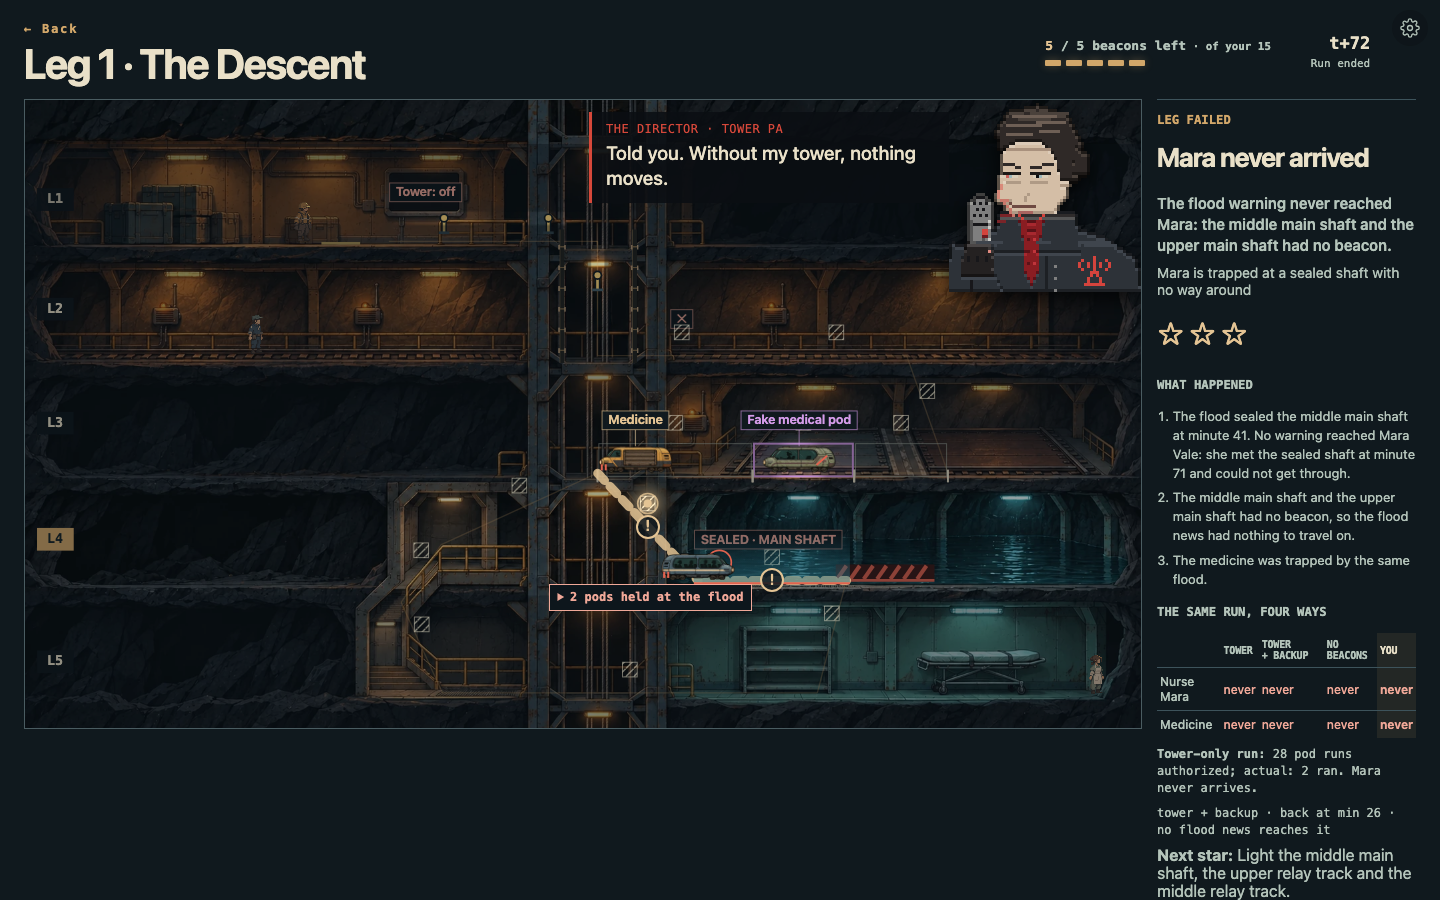 ← Back
Leg 1 · The Descent
5 / 5 beacons left · of your 15
t+72
Run ended
THE DIRECTOR · TOWER PA
Told you. Without my tower, nothing
moves.
L1
Tower: off
L2
L3
Medicine
Fake medical pod
L4
SEALED · MAIN SHAFT
!
!
▶ 2 pods held at the flood
L5
LEG FAILED
Mara never arrived
The flood warning never reached
Mara: the middle main shaft and the
upper main shaft had no beacon.
Mara is trapped at a sealed shaft with
no way around
WHAT HAPPENED
1. The flood sealed the middle main shaft
at minute 41. No warning reached Mara
Vale: she met the sealed shaft at minute
71 and could not get through.
2. The middle main shaft and the upper
main shaft had no beacon, so the flood
news had nothing to travel on.
3. The medicine was trapped by the same
flood.
THE SAME RUN, FOUR WAYS
TOWER TOWER + BACKUP NO BEACONS YOU
Nurse Mara never never never never
Medicine never never never never
Tower-only run: 28 pod runs
authorized; actual: 2 ran. Mara
never arrives.
tower + backup · back at min 26 ·
no flood news reaches it
Next star: Light the middle main
shaft, the upper relay track and the
middle relay track.